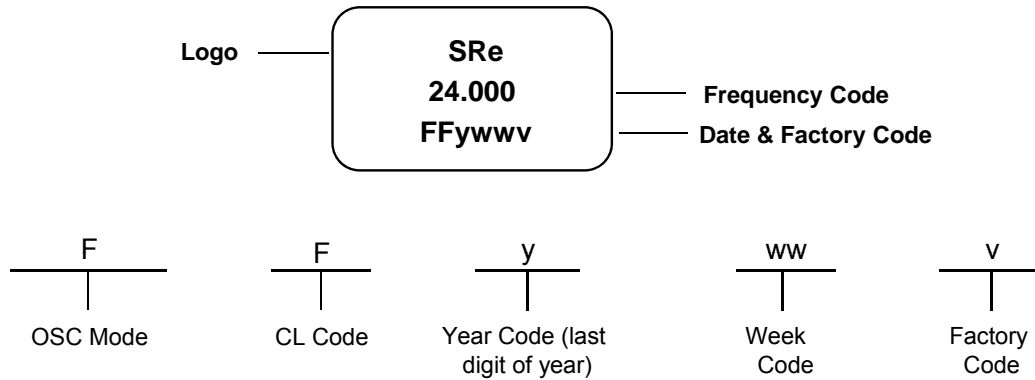 Logo
SRe
24.000
FFywwv
Frequency Code
Date & Factory Code
F
OSC Mode
F
CL Code
y
Year Code (last
digit of year)
ww
Week
Code
v
Factory
Code